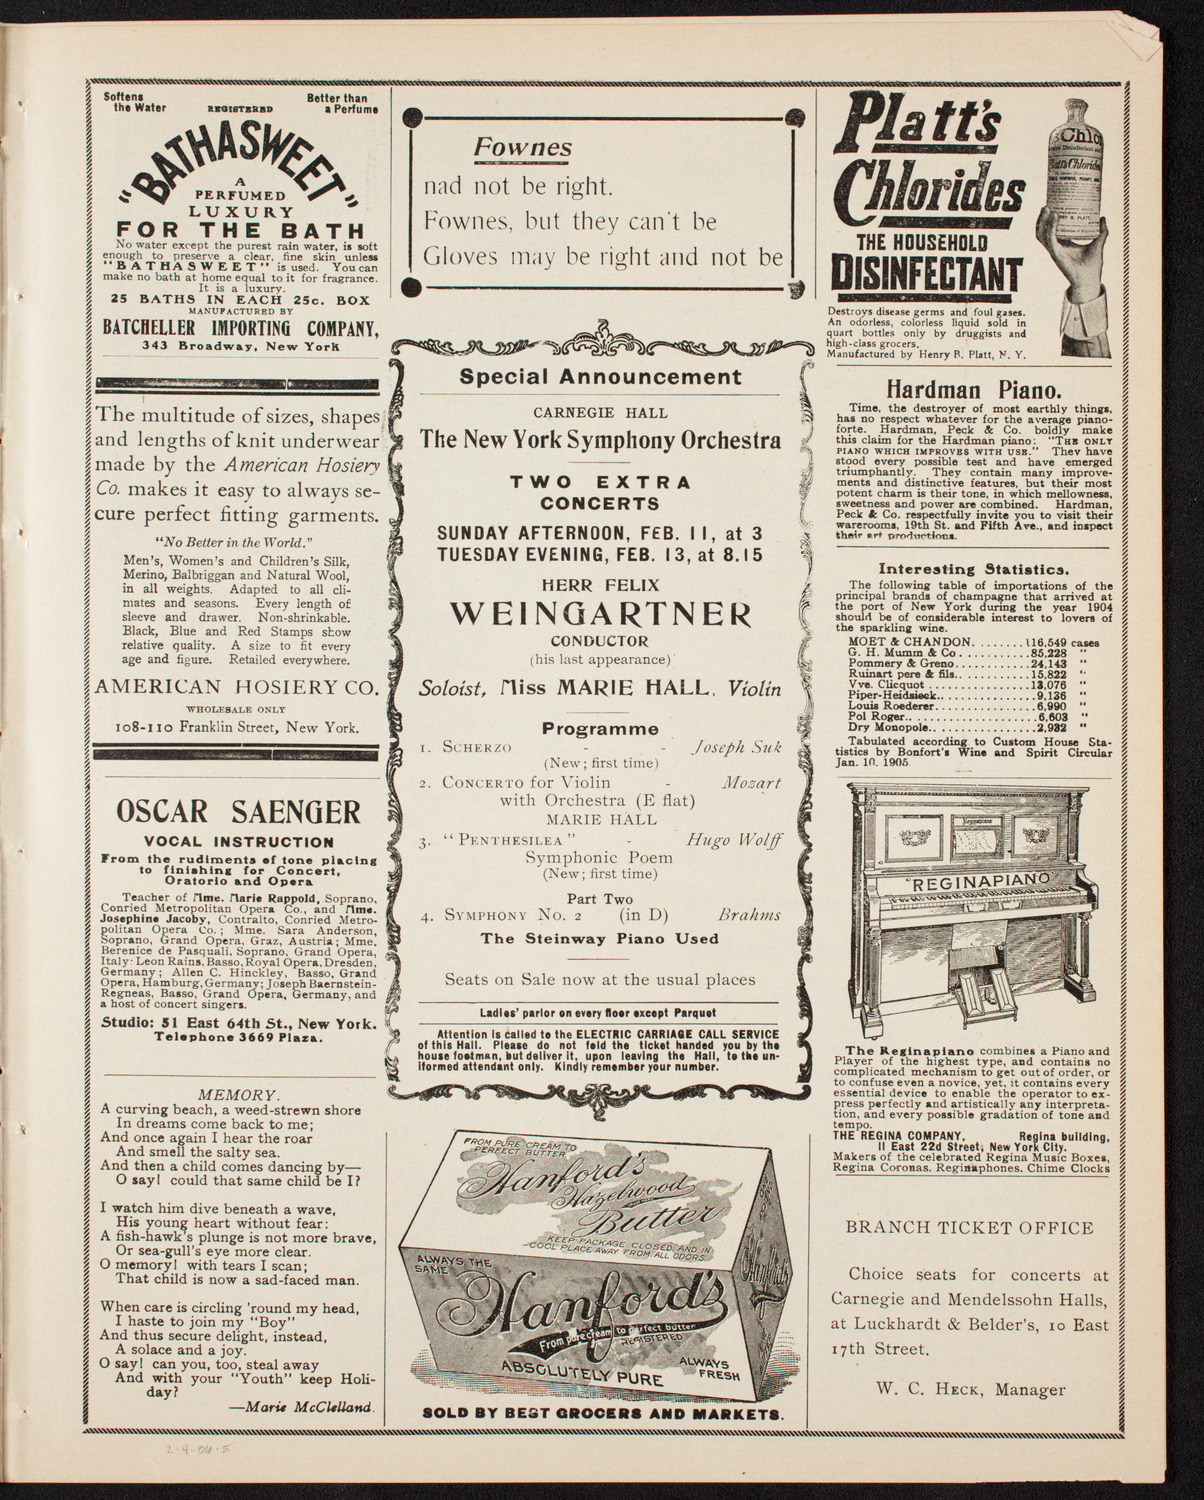 Softens
the Water
REGISTERED
Better than
a Perfume
"BATHASWEET"
A
PERFUMED
LUXURY
FOR THE BATH
No water except the purest rain water, is soft
enough to preserve a clear, fine skin unless
"BATHASWEET" is used. You can
make no bath at home equal to it for fragrance.
It is a luxury.
25 BATHS IN EACH 25c. BOX
MANUFACTURED BY
BATCHELLER IMPORTING COMPANY,
343 Broadway, New York
The multitude of sizes, shapes
and lengths of knit underwear
made by the American Hosiery
Co. makes it easy to always se-
cure perfect fitting garments.
"No Better in the World."
Men's, Women's and Children's Silk,
Merino, Balbriggan and Natural Wool,
in all weights. Adapted to all cli-
mates and seasons. Every length of
sleeve and drawer. Non-shrinkable.
Black, Blue and Red Stamps show
relative quality. A size to fit every
age and figure. Retailed everywhere.
AMERICAN HOSIERY CO.
WHOLESALE ONLY
108-110 Franklin Street, New York.
OSCAR SAENGER
VOCAL INSTRUCTION
From the rudiments of tone placing
to finishing for Concert,
Oratorio and Opera
Teacher of Mme. Marie Rappold, Soprano,
Conried Metropolitan Opera Co., and Mme.
Josephine Jacoby, Contralto, Conried Metro-
politan Opera Co.; Mme. Sara Anderson,
Soprano, Grand Opera, Graz, Austria; Mme.
Berenice de Pasquali, Soprano, Grand Opera,
Italy; Leon Rains, Basso, Royal Opera, Dresden,
Germany; Allen C. Hinckley, Basso, Grand
Opera, Hamburg, Germany; Joseph Baernstein-
Regneas, Basso, Grand Opera, Germany, and
a host of concert singers.
Studio: 51 East 64th St., New York.
Telephone 3669 Plaza.
MEMORY.
A curving beach, a weed-strewn shore
In dreams come back to me;
And once again I hear the roar
And smell the salty sea.
And then a child comes dancing by—
O say! could that same child be I?
I watch him dive beneath a wave,
His young heart without fear:
A fish-hawk's plunge is not more brave,
Or sea-gull's eye more clear.
O memory! with tears I scan;
That child is now a sad-faced man.
When care is circling 'round my head,
I haste to join my "Boy"
And thus secure delight, instead,
A solace and a joy.
O say! can you, too, steal away
And with your "Youth" keep Holi-
day?
—Marie McClelland.
Fownes
nad not be right.
Fownes, but they can't be
Gloves may be right and not be
Special Announcement
CARNEGIE HALL
The New York Symphony Orchestra
TWO EXTRA
CONCERTS
SUNDAY AFTERNOON, FEB. 11, at 3
TUESDAY EVENING, FEB. 13, at 8.15
HERR FELIX
WEINGARTNER
CONDUCTOR
(his last appearance)
Soloist, Miss MARIE HALL, Violin
Programme
1. SCHERZO - - Joseph Suk
(New; first time)
2. CONCERTO for Violin - Mozart
with Orchestra (E flat)
MARIE HALL
3. "PENTHESILEA" - Hugo Wolff
Symphonic Poem
(New; first time)
Part Two
4. SYMPHONY No. 2 (in D) Brahms
The Steinway Piano Used
Seats on Sale now at the usual places
Ladies' parlor on every floor except Parquet
Attention is called to the ELECTRIC CARRIAGE CALL SERVICE
of this Hall. Please do not fold the ticket handed you by the
house footman, but deliver it, upon leaving the Hall, to the un-
iformed attendant only. Kindly remember your number.
FROM PURE CREAM TO
PERFECT BUTTER
Hanford's
Hazelwood
Butter
KEEP PACKAGE CLOSED AND IN
COOL PLACE AWAY FROM ALL ODORS.
ALWAYS THE
SAME
Hanford's
From pure cream to perfect butter
REGISTERED
ABSOLUTELY PURE
ALWAYS
FRESH
Hanford's
SOLD BY BEST GROCERS AND MARKETS.
Platt's
Chlorides
THE HOUSEHOLD
DISINFECTANT
Platt's Chlorides
Destroys disease germs and foul gases.
An odorless, colorless liquid sold in
quart bottles only by druggists and
high-class grocers.
Manufactured by Henry B. Platt, N. Y.
Hardman Piano.
Time, the destroyer of most earthly things,
has no respect whatever for the average piano-
forte. Hardman, Peck & Co. boldly make
this claim for the Hardman piano: "THE ONLY
PIANO WHICH IMPROVES WITH USE." They have
stood every possible test and have emerged
triumphantly. They contain many improve-
ments and distinctive features, but their most
potent charm is their tone, in which mellowness,
sweetness and power are combined. Hardman,
Peck & Co. respectfully invite you to visit their
warerooms, 19th St. and Fifth Ave., and inspect
their art productions.
Interesting Statistics.
The following table of importations of the
principal brands of champagne that arrived at
the port of New York during the year 1904
should be of considerable interest to lovers of
the sparkling wine.
MOET & CHANDON........116,549 cases
G. H. Mumm & Co..........85,228 "
Pommery & Greno...........24,143 "
Ruinart pere & fils............15,822 "
Vve. Clicquot................13,076 "
Piper-Heidsieck..............9,136 "
Louis Roederer...............6,990 "
Pol Roger....................6,603 "
Dry Monopole................2,932 "
Tabulated according to Custom House Sta-
tistics by Bonfort's Wine and Spirit Circular
Jan. 10, 1905
Reginapiano
REGINAPIANO
The Reginapiano combines a Piano and
Player of the highest type, and contains no
complicated mechanism to get out of order, or
to confuse even a novice, yet, it contains every
essential device to enable the operator to ex-
press perfectly and artistically any interpreta-
tion, and every possible gradation of tone and
tempo.
THE REGINA COMPANY, Regina building,
11 East 22d Street, New York City.
Makers of the celebrated Regina Music Boxes,
Regina Coronas, Reginaphones, Chime Clocks
BRANCH TICKET OFFICE
Choice seats for concerts at
Carnegie and Mendelssohn Halls,
at Luckhardt & Belder's, 10 East
17th Street.
W. C. HECK, Manager
2-4-06-5